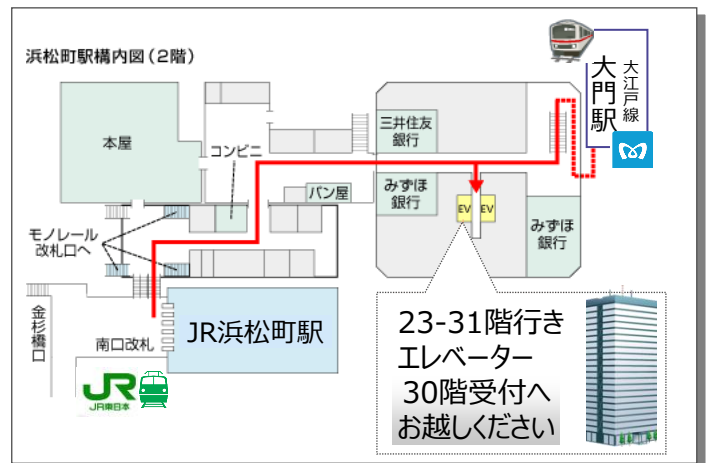 浜松町駅構内図(2階)
本屋
コンビニ
パン屋
三井住友
銀行
みずほ
銀行
EV
EV
みずほ
銀行
大江戸線
大門駅
モノレール
改札口へ
金杉橋口
南口改札
JR浜松町駅
JR
JR東日本
23-31階行き
エレベーター
30階受付へ
お越しください